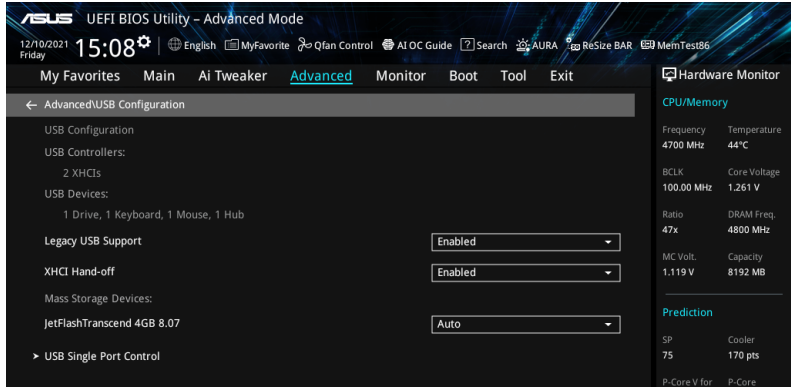 ASUS UEFI BIOS Utility – Advanced Mode
12/10/2021 Friday 15:08 English MyFavorite Qfan Control AI OC Guide ? Search AURA ReSize BAR MemTest86
My Favorites Main Ai Tweaker Advanced Monitor Boot Tool Exit
Hardware Monitor
← Advanced\USB Configuration
USB Configuration
USB Controllers:
2 XHCIs
USB Devices:
1 Drive, 1 Keyboard, 1 Mouse, 1 Hub
Legacy USB Support Enabled
XHCI Hand-off Enabled
Mass Storage Devices:
JetFlashTranscend 4GB 8.07 Auto
> USB Single Port Control
CPU/Memory
Frequency Temperature
4700 MHz 44°C
BCLK Core Voltage
100.00 MHz 1.261 V
Ratio DRAM Freq.
47x 4800 MHz
MC Volt. Capacity
1.119 V 8192 MB
Prediction
SP Cooler
75 170 pts
P-Core V for P-Core